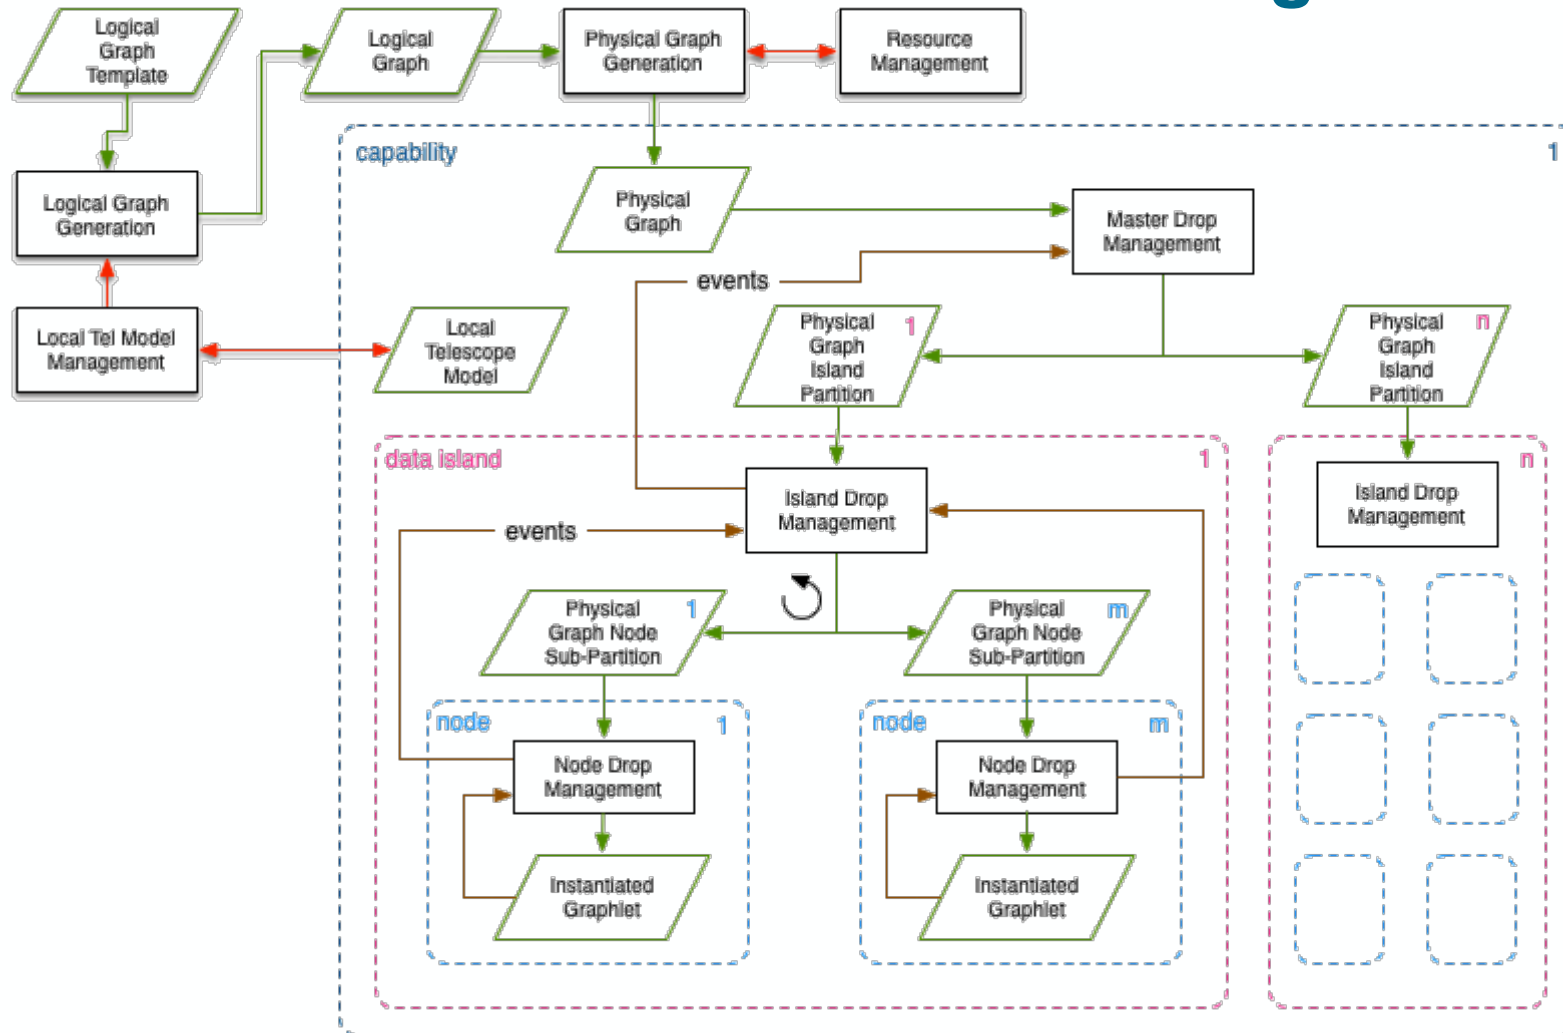 Logical
Graph
Template
Logical
Graph
Physical Graph
Generation
Resource
Management
capability
1
Logical Graph
Generation
Physical
Graph
Master Drop
Management
events
Local Tel Model
Management
Local
Telescope
Model
Physical
Graph
Island
Partition
1
Physical
Graph
Island
Partition
n
data island
1
n
Island Drop
Management
Island Drop
Management
events
Physical
Graph Node
Sub-Partition
1
Physical
Graph Node
Sub-Partition
m
node
1
node
m
Node Drop
Management
Node Drop
Management
Instantiated
Graphlet
Instantiated
Graphlet